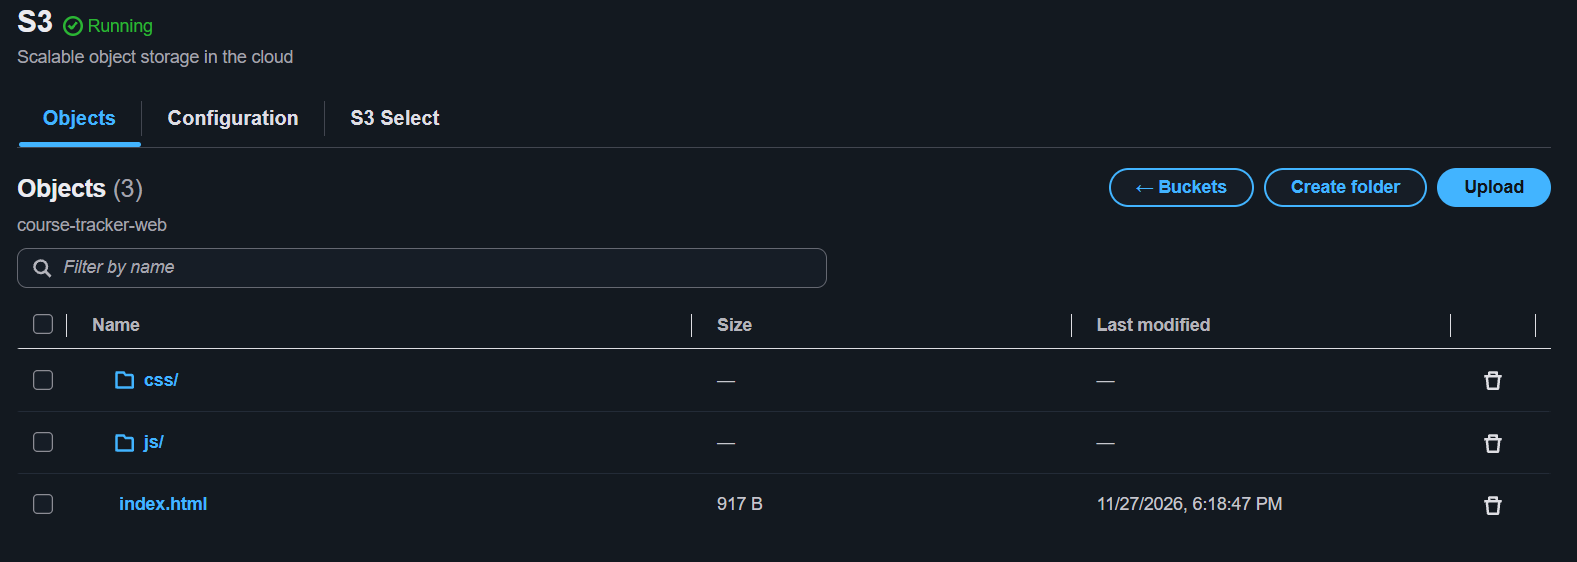 S3 Running
Scalable object storage in the cloud
Objects Configuration S3 Select
Objects (3) ← Buckets Create folder Upload
course-tracker-web
Filter by name
Name Size Last modified
css/ — —
js/ — —
index.html 917 B 11/27/2026, 6:18:47 PM